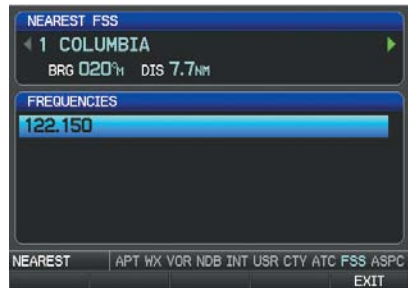 NEAREST FSS
1 COLUMBIA
BRG 020°M DIS 7.7NM
FREQUENCIES
122.150
NEAREST APT WX VOR NDB INT USR CTY ATC FSS ASPC
EXIT